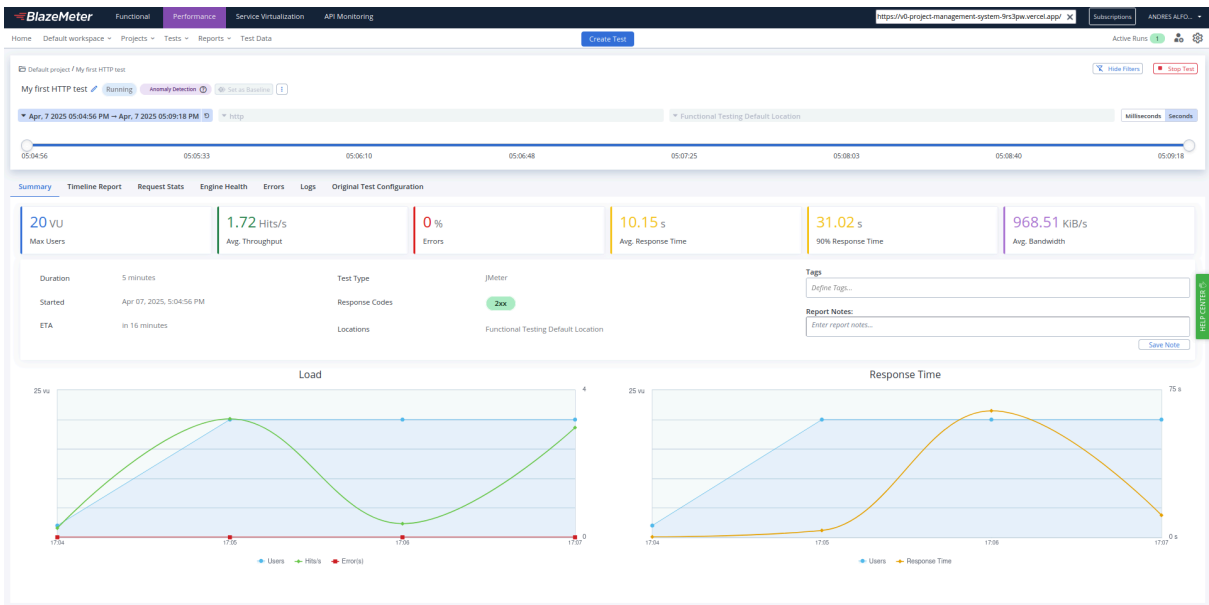 BlazeMeter Functional Performance Service Virtualization API Monitoring https://v0-project-management-system-9rs3pw.vercel.app/ Subscriptions ANDRES ALFO...
Home Default workspace Projects Tests Reports Test Data Create Test Active Runs 1
Default project / My first HTTP test Hide Filters Stop Test
My first HTTP test Running Anomaly Detection Set as Baseline
Apr, 7 2025 05:04:56 PM → Apr, 7 2025 05:09:18 PM http Functional Testing Default Location Milliseconds Seconds
05:04:56 05:05:33 05:06:10 05:06:48 05:07:25 05:08:03 05:08:40 05:09:18
Summary Timeline Report Request Stats Engine Health Errors Logs Original Test Configuration
20 VU 1.72 Hits/s 0 % 10.15 s 31.02 s 968.51 KiB/s
Max Users Avg. Throughput Errors Avg. Response Time 90% Response Time Avg. Bandwidth
Duration 5 minutes Test Type JMeter Tags
Define Tags...
Started Apr 07, 2025, 5:04:56 PM Response Codes 2xx
Report Notes:
ETA in 16 minutes Locations Functional Testing Default Location Enter report notes...
Save Note
HELP CENTER
Load
25 vu 4
0
17:04 17:05 17:06 17:07
Users Hits/s Error(s)
Response Time
25 vu 75 s
0 s
17:04 17:05 17:06 17:07
Users Response Time